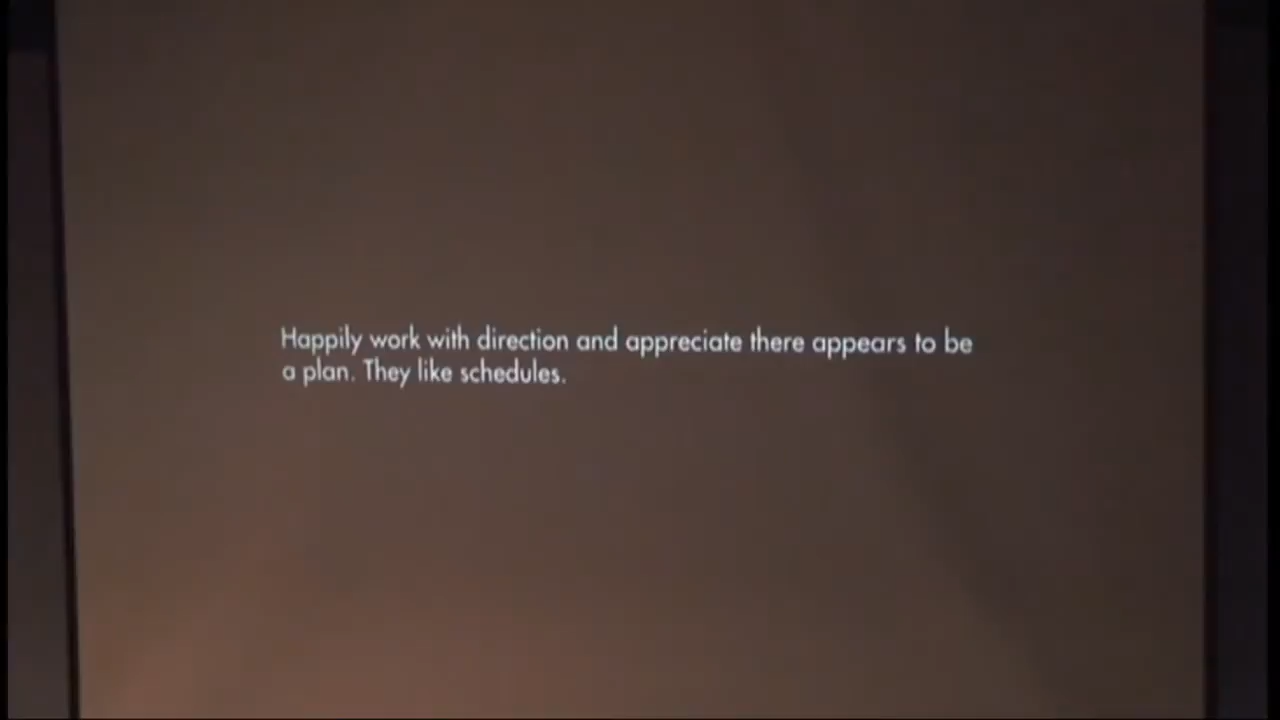 Happily work with direction and appreciate there appears to be
a plan. They like schedules.